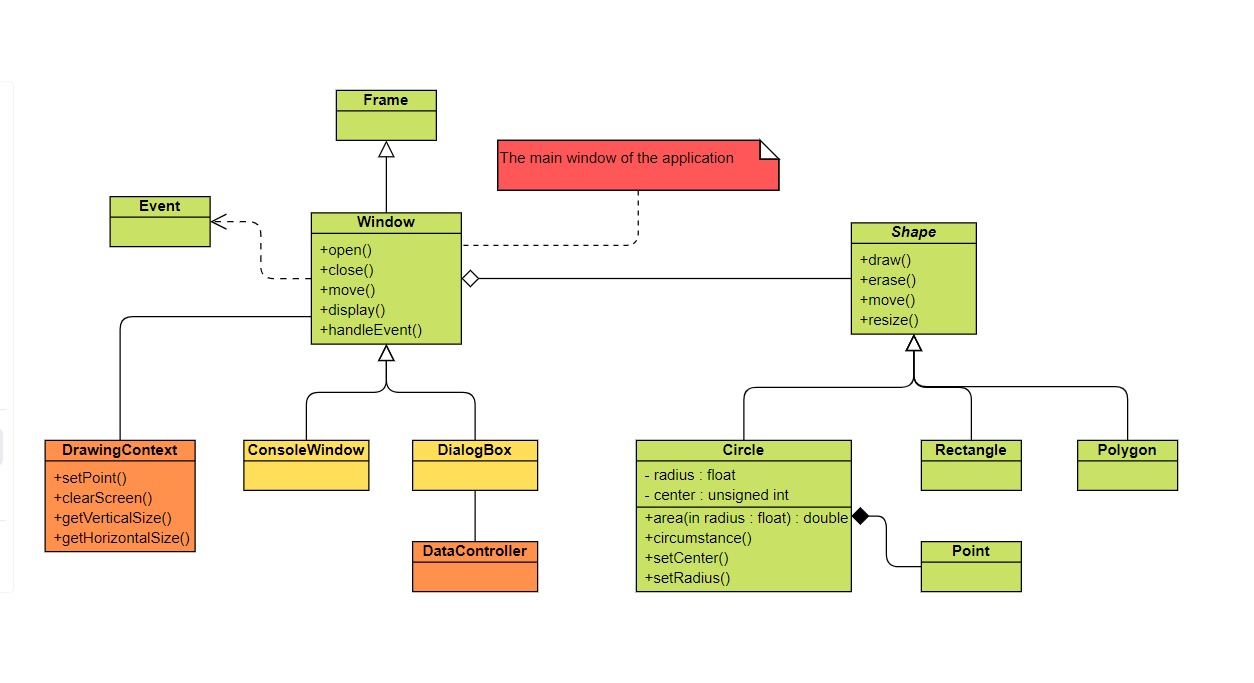 Frame
The main window of the application
Event
Window
+open()
+close()
+move()
+display()
+handleEvent()
Shape
+draw()
+erase()
+move()
+resize()
DrawingContext
+setPoint()
+clearScreen()
+getVerticalSize()
+getHorizontalSize()
ConsoleWindow
DialogBox
DataController
Circle
- radius : float
- center : unsigned int
+area(in radius : float) : double
+circumstance()
+setCenter()
+setRadius()
Rectangle
Polygon
Point